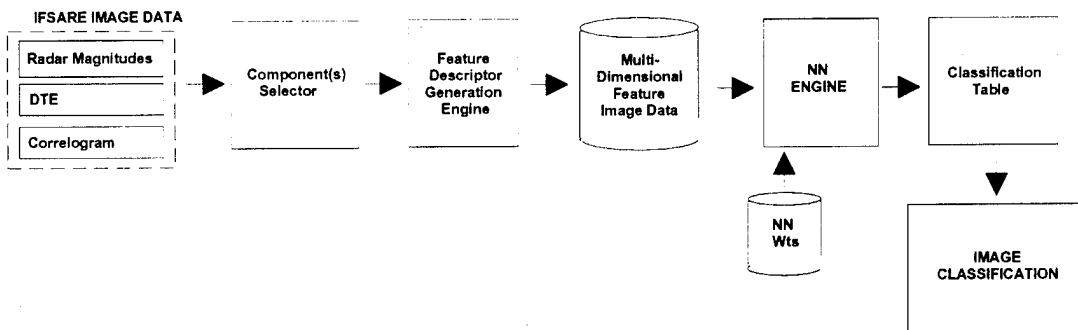 IFSARE IMAGE DATA
Radar Magnitudes
DTE
Correlogram
Component(s)
Selector
Feature
Descriptor
Generation
Engine
Multi-
Dimensional
Feature
Image Data
NN
ENGINE
Classification
Table
NN
Wts
IMAGE
CLASSIFICATION